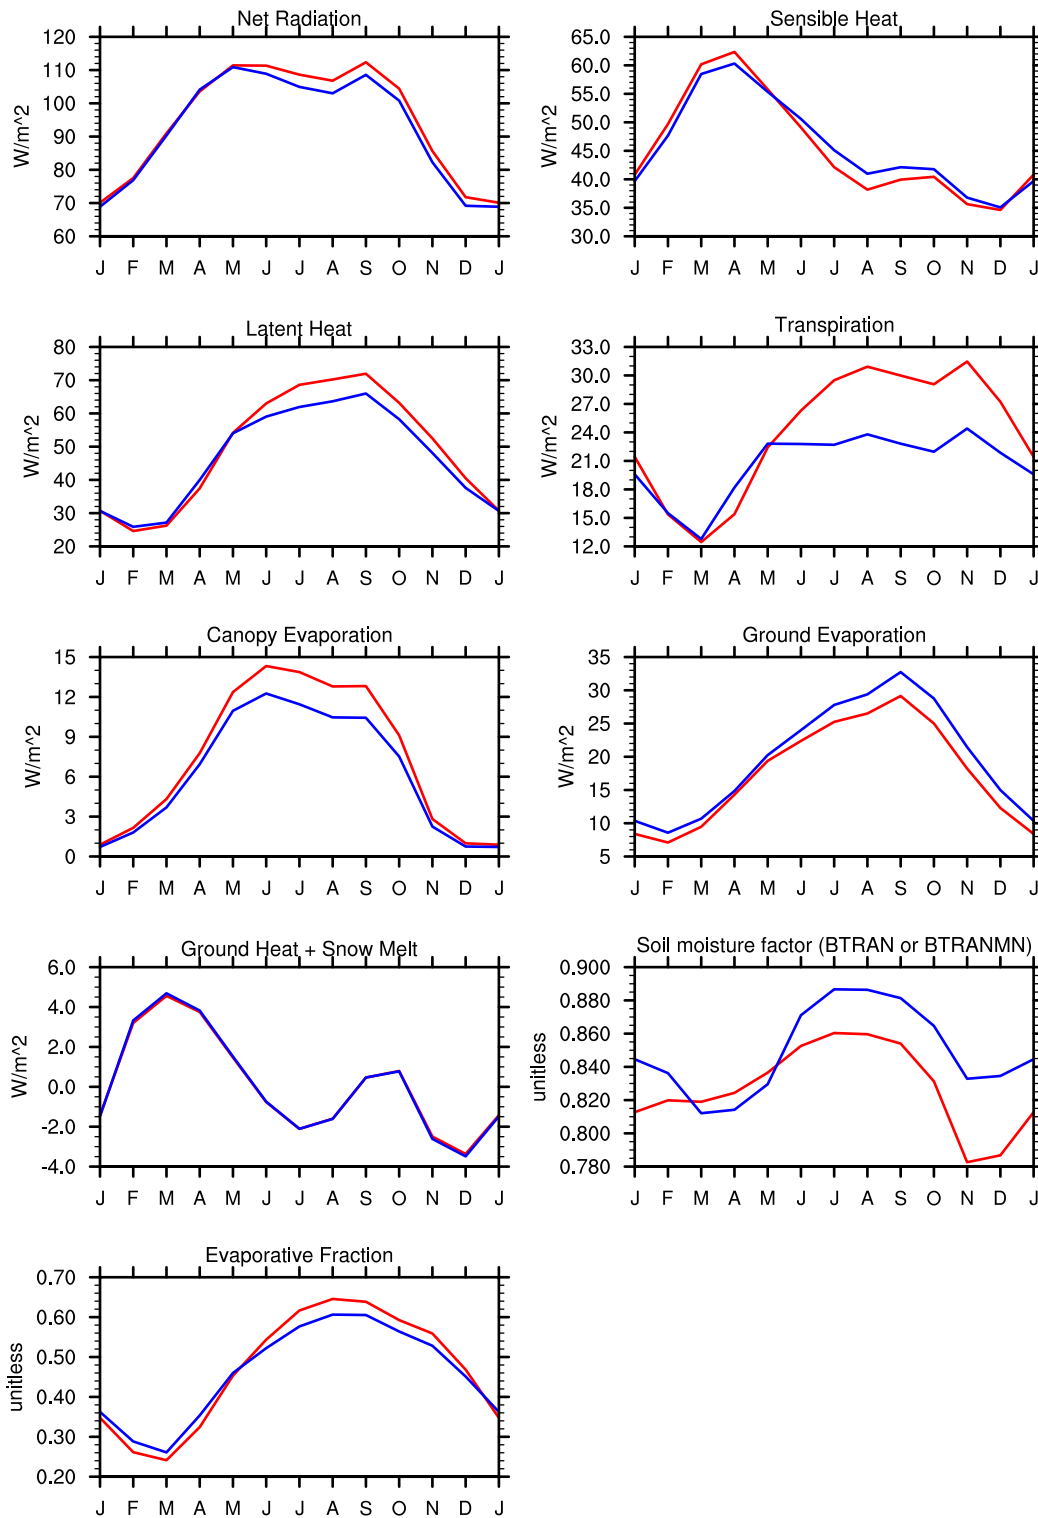 Net Radiation
120
110
100
90
80
70
60
W/m^2
J F M A M J J A S O N D J
Sensible Heat
65.0
60.0
55.0
50.0
45.0
40.0
35.0
30.0
W/m^2
J F M A M J J A S O N D J
Latent Heat
80
70
60
50
40
30
20
W/m^2
J F M A M J J A S O N D J
Transpiration
33.0
30.0
27.0
24.0
21.0
18.0
15.0
12.0
W/m^2
J F M A M J J A S O N D J
Canopy Evaporation
15
12
9
6
3
0
W/m^2
J F M A M J J A S O N D J
Ground Evaporation
35
30
25
20
15
10
5
W/m^2
J F M A M J J A S O N D J
Ground Heat + Snow Melt
6.0
4.0
2.0
0.0
-2.0
-4.0
W/m^2
J F M A M J J A S O N D J
Soil moisture factor (BTRAN or BTRANMN)
0.900
0.880
0.860
0.840
0.820
0.800
0.780
unitless
J F M A M J J A S O N D J
Evaporative Fraction
0.70
0.60
0.50
0.40
0.30
0.20
unitless
J F M A M J J A S O N D J